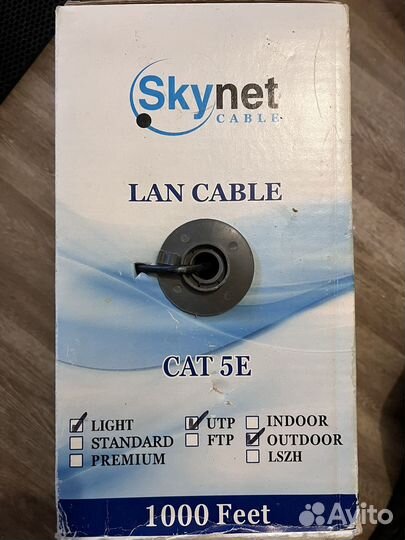 Skynet
CABLE
LAN CABLE
CAT 5E
LIGHT UTP INDOOR
STANDARD FTP OUTDOOR
PREMIUM LSZH
1000 Feet
Avito